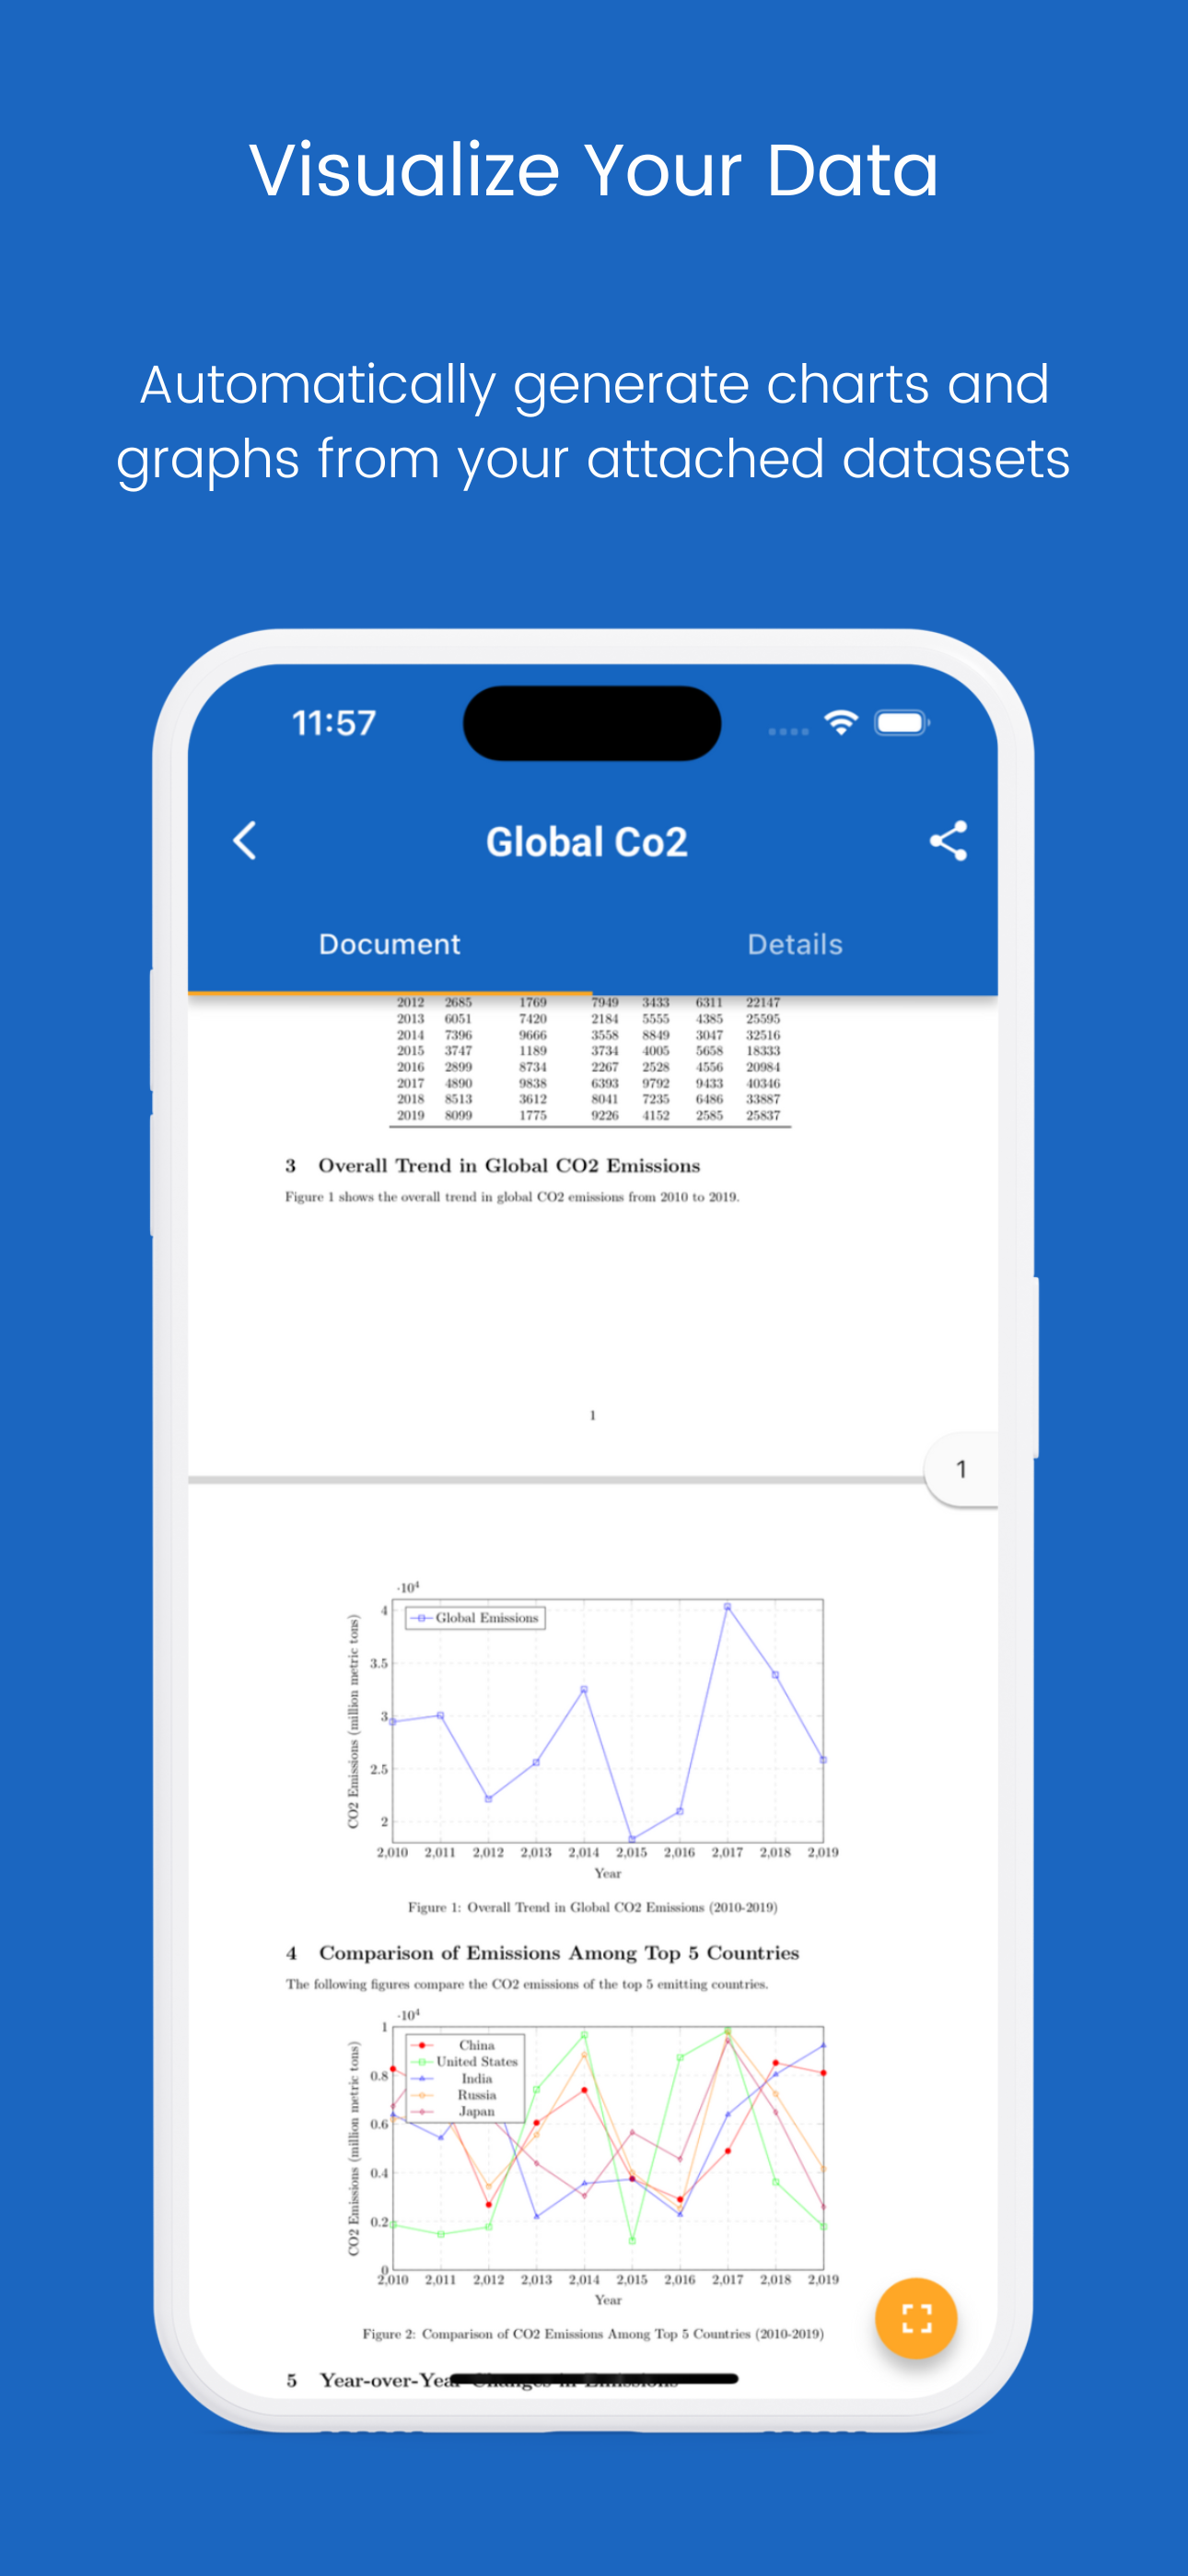 Visualize Your Data
Automatically generate charts and
graphs from your attached datasets
11:57
Global Co2
Document Details
2012 2685 1769 7949 3433 6311 22147
2013 6051 7420 2184 5555 4385 25595
2014 7396 9666 3558 8849 3047 32516
2015 3747 1189 3734 4005 5658 18333
2016 2899 8734 2267 2528 4556 20984
2017 4890 9838 6393 9792 9433 40346
2018 8513 3612 8041 7235 6486 33887
2019 8099 1775 9226 4152 2585 25837
3 Overall Trend in Global CO2 Emissions
Figure 1 shows the overall trend in global CO2 emissions from 2010 to 2019.
1
1
·10⁴
Global Emissions
CO2 Emissions (million metric tons)
4
3.5
3
2.5
2
2,010 2,011 2,012 2,013 2,014 2,015 2,016 2,017 2,018 2,019
Year
Figure 1: Overall Trend in Global CO2 Emissions (2010-2019)
4 Comparison of Emissions Among Top 5 Countries
The following figures compare the CO2 emissions of the top 5 emitting countries.
·10⁴
China
United States
India
Russia
Japan
CO2 Emissions (million metric tons)
1
0.8
0.6
0.4
0.2
0
2,010 2,011 2,012 2,013 2,014 2,015 2,016 2,017 2,018 2,019
Year
Figure 2: Comparison of CO2 Emissions Among Top 5 Countries (2010-2019)
5 Year-over-Year Changes in Emissions